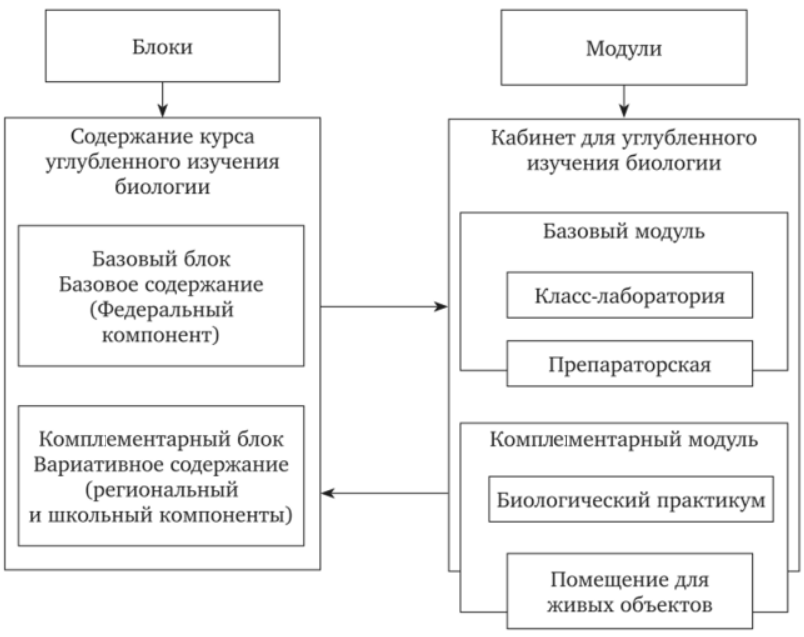 Блоки
Модули
Содержание курса
углубленного изучения
биологии
Базовый блок
Базовое содержание
(Федеральный
компонент)
Комплементарный блок
Вариативное содержание
(региональный
и школьный компоненты)
Кабинет для углубленного
изучения биологии
Базовый модуль
Класс-лаборатория
Препараторская
Комплементарный модуль
Биологический практикум
Помещение для
живых объектов